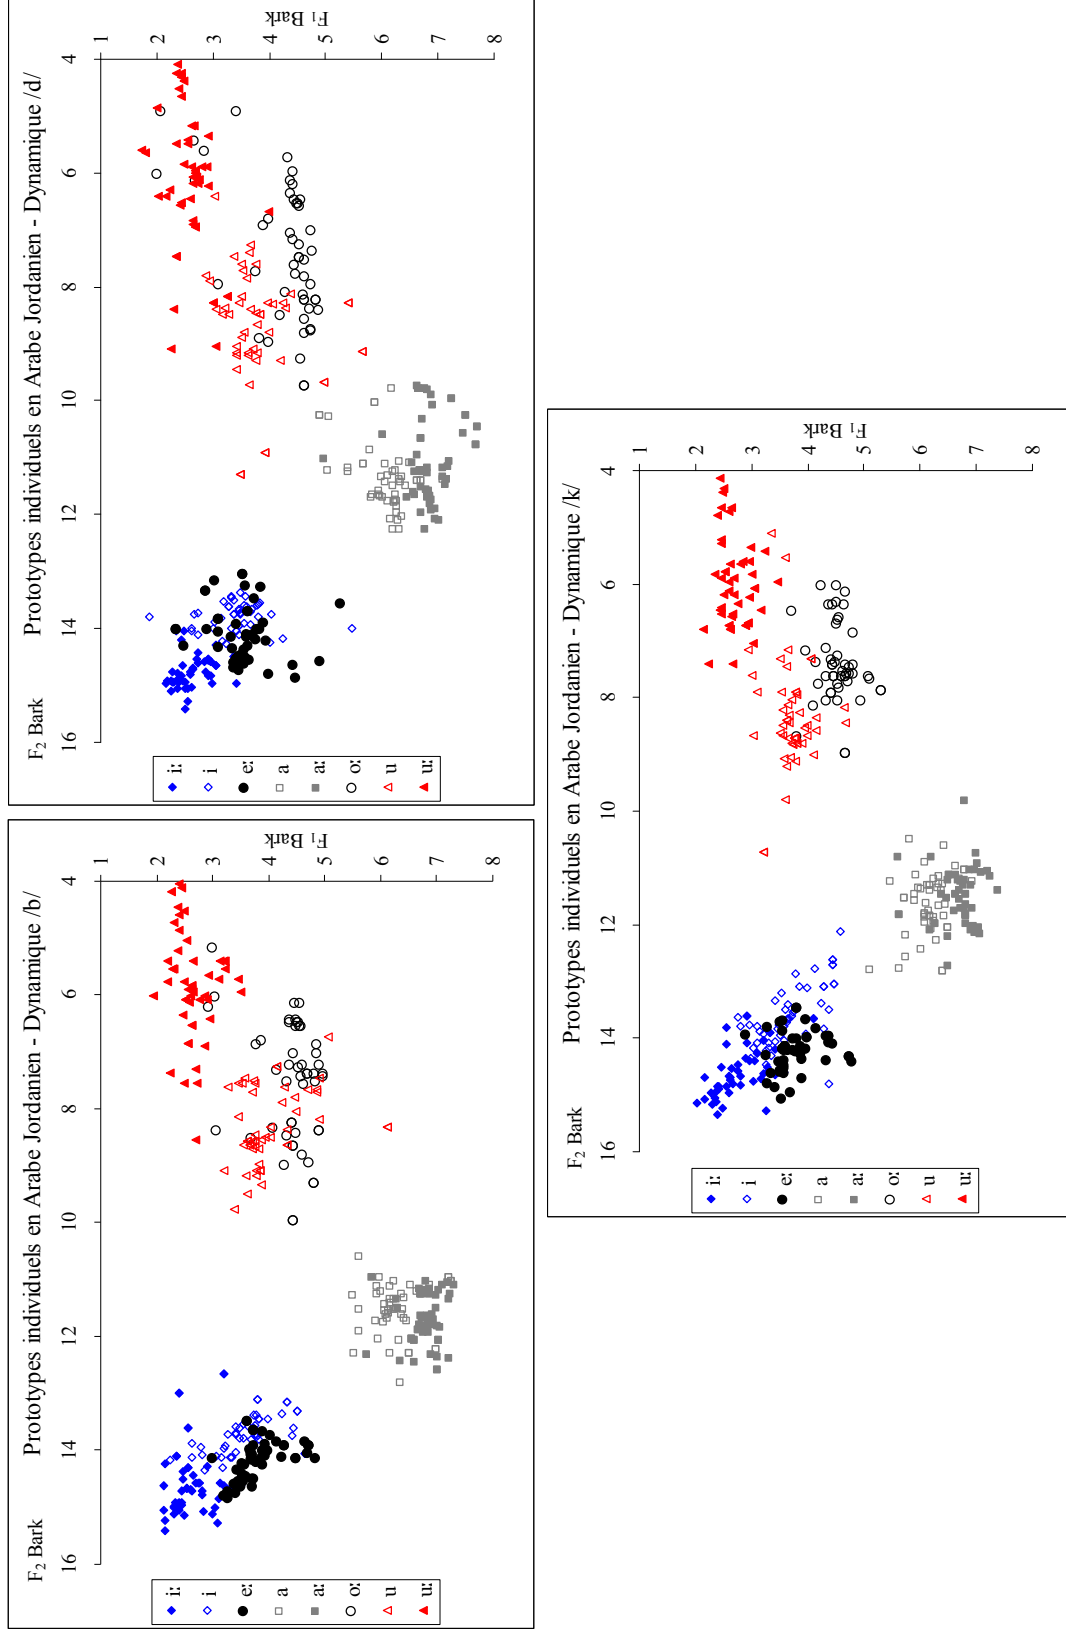 F₂ Bark Prototypes individuels en Arabe Jordanien - Dynamique /b/
16 14 12 10 8 6 4
1
2
3
4
5
6
7
8
F₁ Bark
iː
i
eː
a
aː
oː
u
uː
F₂ Bark Prototypes individuels en Arabe Jordanien - Dynamique /d/
16 14 12 10 8 6 4
1
2
3
4
5
6
7
8
F₁ Bark
iː
i
eː
a
aː
oː
u
uː
F₂ Bark Prototypes individuels en Arabe Jordanien - Dynamique /k/
16 14 12 10 8 6 4
1
2
3
4
5
6
7
8
F₁ Bark
iː
i
eː
a
aː
oː
u
uː